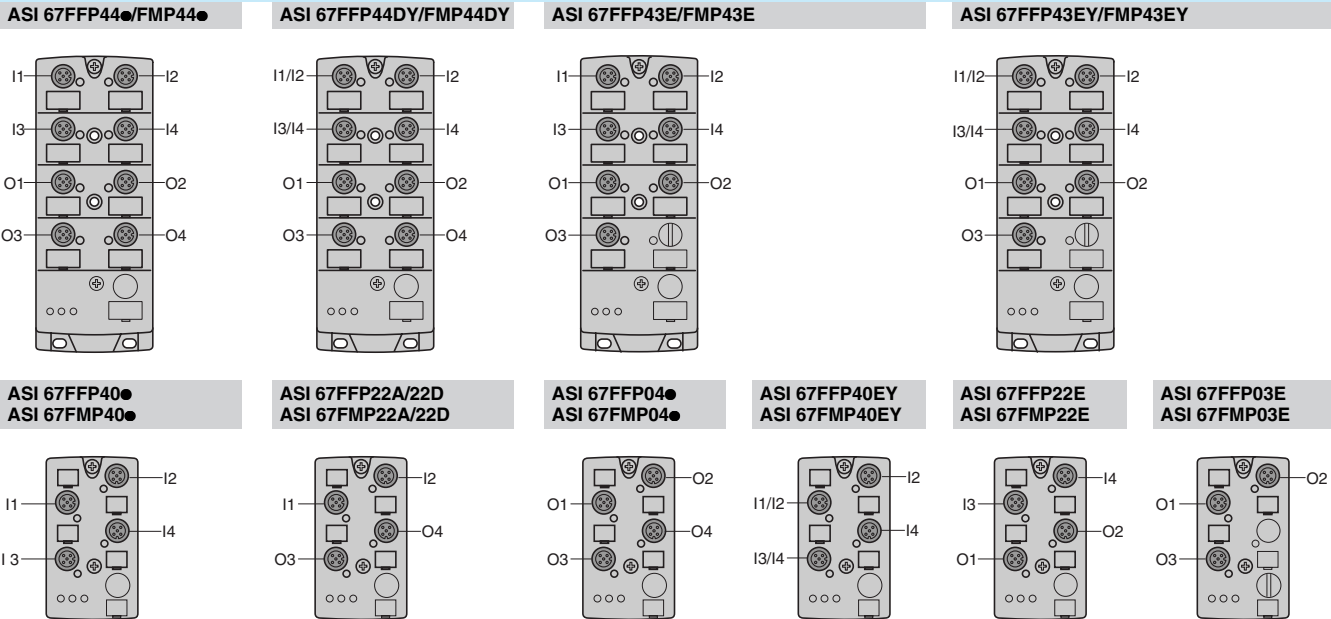 ASI 67FFP44●/FMP44● ASI 67FFP44DY/FMP44DY ASI 67FFP43E/FMP43E ASI 67FFP43EY/FMP43EY
I1 I2 I1/I2 I2 I1 I2 I1/I2 I2
I3 I4 I3/I4 I4 I3 I4 I3/I4 I4
O1 O2 O1 O2 O1 O2 O1 O2
O3 O4 O3 O4 O3 O3
ASI 67FFP40● ASI 67FFP22A/22D ASI 67FFP04● ASI 67FFP40EY ASI 67FFP22E ASI 67FFP03E
ASI 67FMP40● ASI 67FMP22A/22D ASI 67FMP04● ASI 67FMP40EY ASI 67FMP22E ASI 67FMP03E
I2 I2 O2 I2 I4 O2
I1 I1 O1 I1/I2 I3 O1
I4 O4 O4 I4 O2
I 3 O3 O3 I3/I4 O1 O3